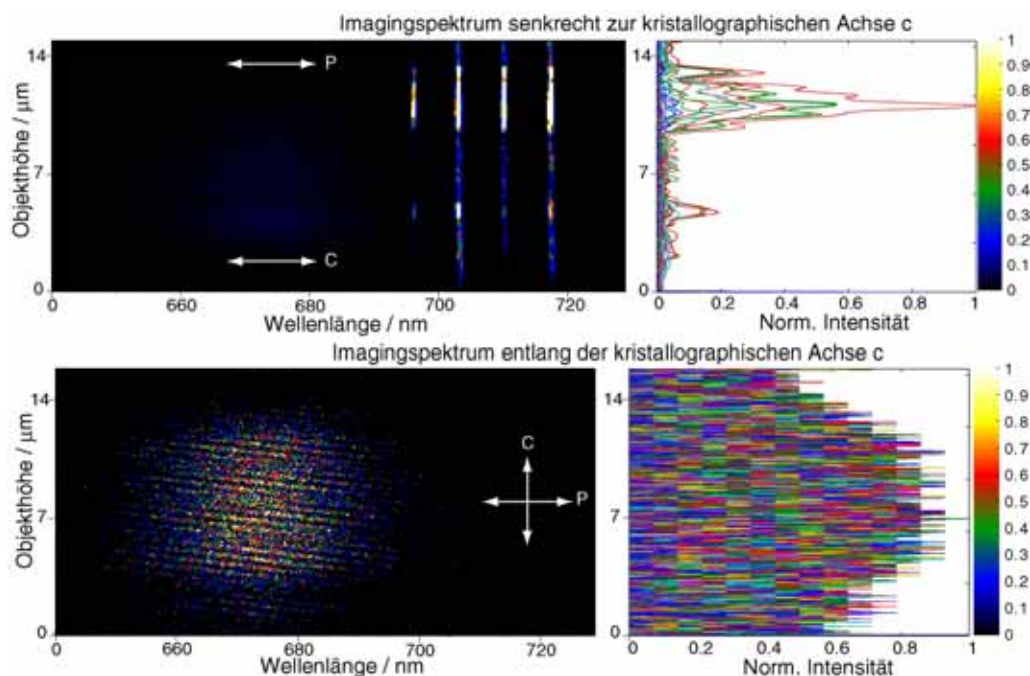 Imagingspektrum senkrecht zur kristallographischen Achse c
14
7
0
Objekthöhe / µm
P
C
0 660 680 700 720
Wellenlänge / nm
0 0.2 0.4 0.6 0.8 1
Norm. Intensität
1
0.9
0.8
0.7
0.6
0.5
0.4
0.3
0.2
0.1
0
Imagingspektrum entlang der kristallographischen Achse c
14
7
0
Objekthöhe / µm
C
P
0 660 680 700 720
Wellenlänge / nm
0 0.2 0.4 0.6 0.8 1
Norm. Intensität
1
0.9
0.8
0.7
0.6
0.5
0.4
0.3
0.2
0.1
0